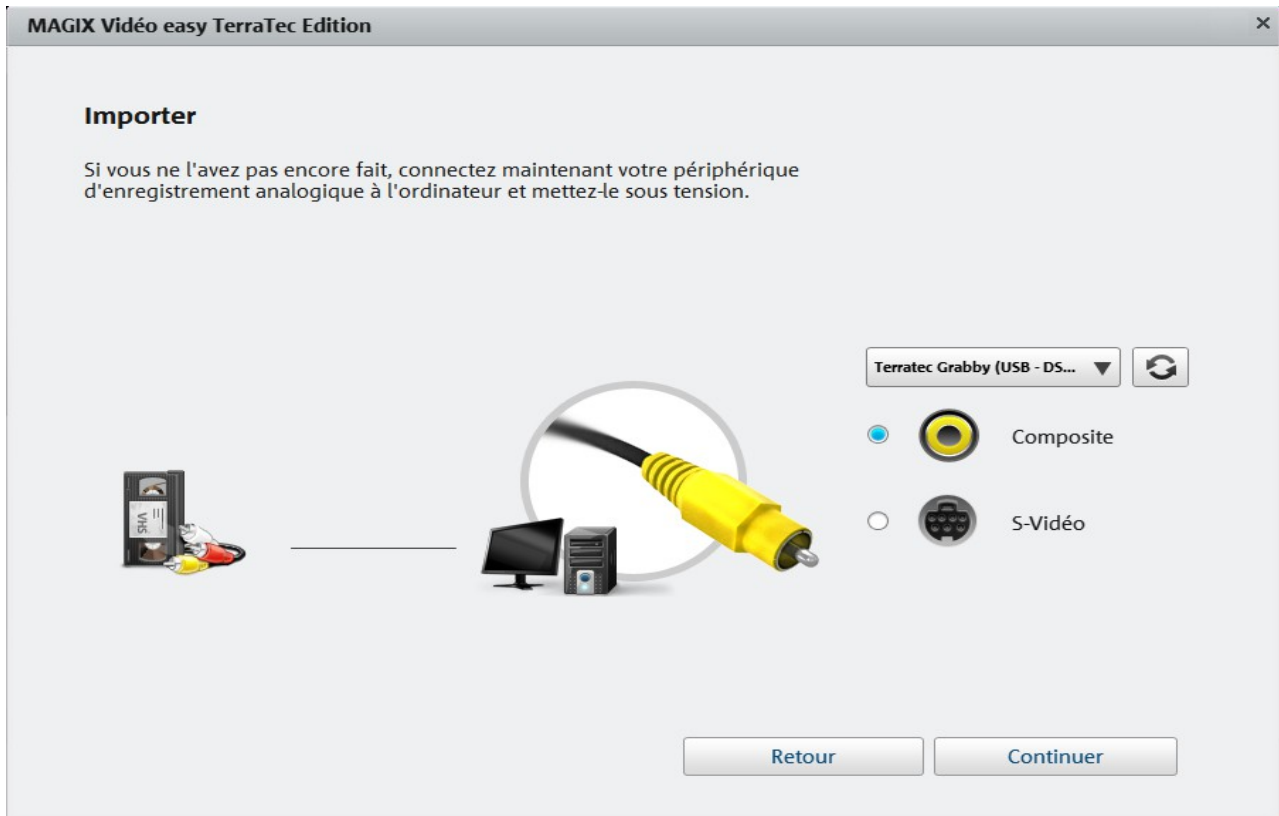 MAGIX Vidéo easy TerraTec Edition
Importer
Si vous ne l'avez pas encore fait, connectez maintenant votre périphérique
d'enregistrement analogique à l'ordinateur et mettez-le sous tension.
Terratec Grabby (USB - DS...
Composite
VHS
S-Vidéo
Retour
Continuer